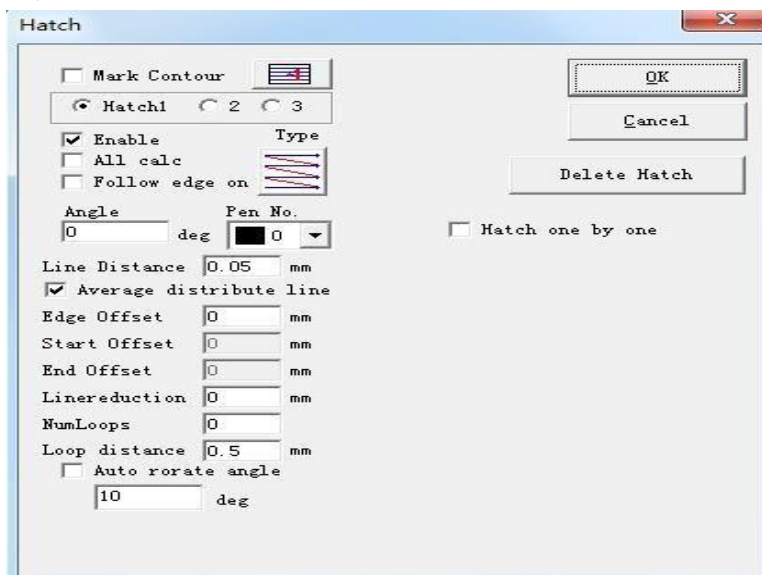 Hatch
Mark Contour
OK
Hatch1 2 3
Cancel
Enable Type
All calc
Follow edge on
Delete Hatch
Angle Pen No.
0 deg 0
Hatch one by one
Line Distance 0.05 mm
Average distribute line
Edge Offset 0 mm
Start Offset 0 mm
End Offset 0 mm
Linereduction 0 mm
NumLoops 0
Loop distance 0.5 mm
Auto rorate angle
10 deg